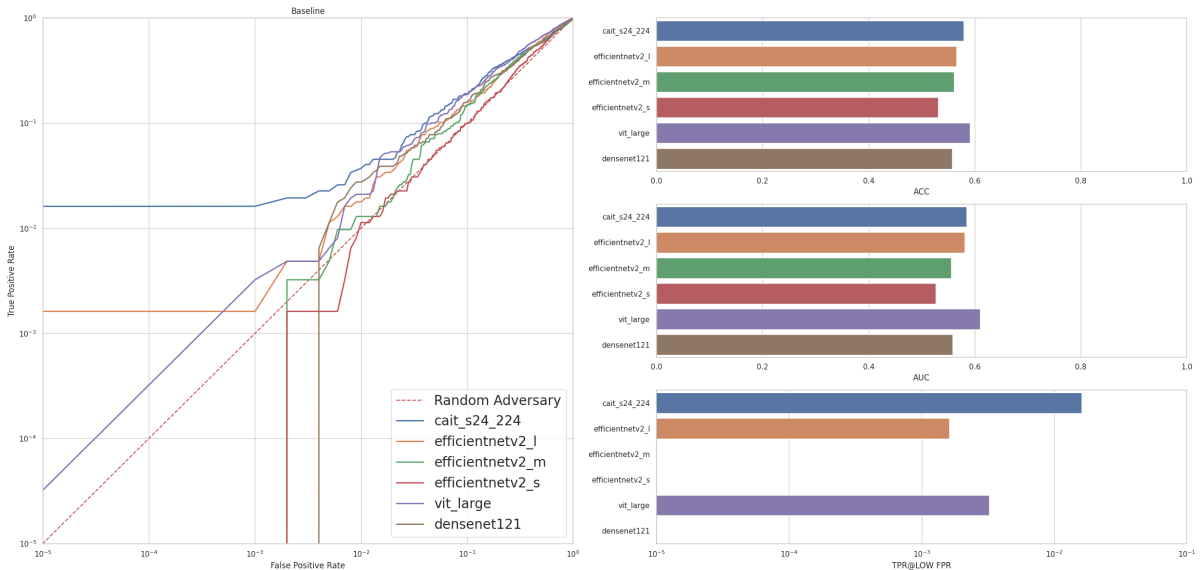 Baseline
True Positive Rate
10⁰
10⁻¹
10⁻²
10⁻³
10⁻⁴
10⁻⁵
Random Adversary
cait_s24_224
efficientnetv2_l
efficientnetv2_m
efficientnetv2_s
vit_large
densenet121
10⁻⁵ 10⁻⁴ 10⁻³ 10⁻² 10⁻¹ 10⁰
False Positive Rate
cait_s24_224
efficientnetv2_l
efficientnetv2_m
efficientnetv2_s
vit_large
densenet121
0.0 0.2 0.4 0.6 0.8 1.0
ACC
cait_s24_224
efficientnetv2_l
efficientnetv2_m
efficientnetv2_s
vit_large
densenet121
0.0 0.2 0.4 0.6 0.8 1.0
AUC
cait_s24_224
efficientnetv2_l
efficientnetv2_m
efficientnetv2_s
vit_large
densenet121
10⁻⁵ 10⁻⁴ 10⁻³ 10⁻² 10⁻¹
TPR@LOW FPR